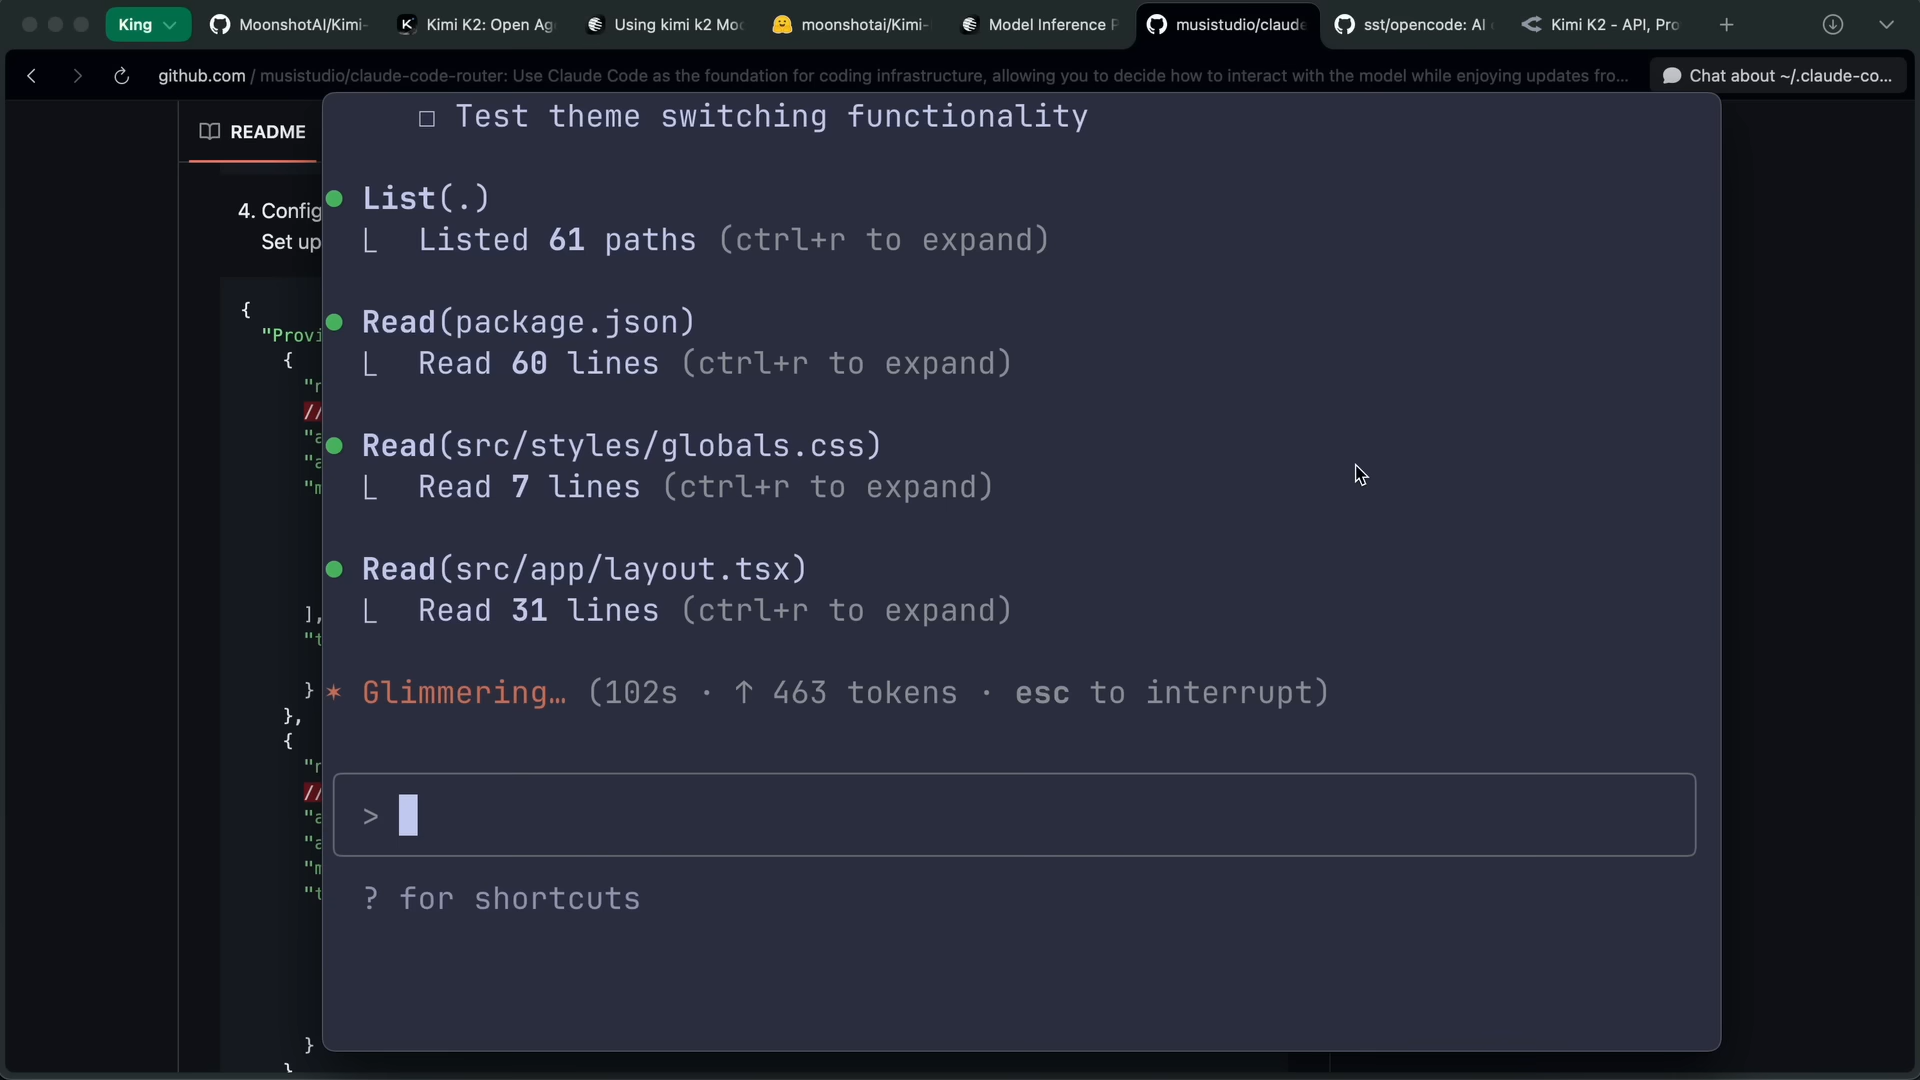 King
MoonshotAI/Kimi-
Kimi K2: Open Age
Using kimi k2 Moo
moonshotai/Kimi-
Model Inference P
musistudio/claude
sst/opencode: AI
Kimi K2 - API, Pro
github.com / musistudio/claude-code-router: Use Claude Code as the foundation for coding infrastructure, allowing you to decide how to interact with the model while enjoying updates fro...
Chat about ~/.claude-co...
README
4. Config
Set up
{
"Provi
{
"r
//
"a
"a
"m
],
"t
}
},
{
"r
//
"a
"a
"m
"t
}
}
□ Test theme switching functionality
● List(.)
⎿ Listed 61 paths (ctrl+r to expand)
● Read(package.json)
⎿ Read 60 lines (ctrl+r to expand)
● Read(src/styles/globals.css)
⎿ Read 7 lines (ctrl+r to expand)
● Read(src/app/layout.tsx)
⎿ Read 31 lines (ctrl+r to expand)
✶ Glimmering… (102s · ↑ 463 tokens · esc to interrupt)
>
? for shortcuts